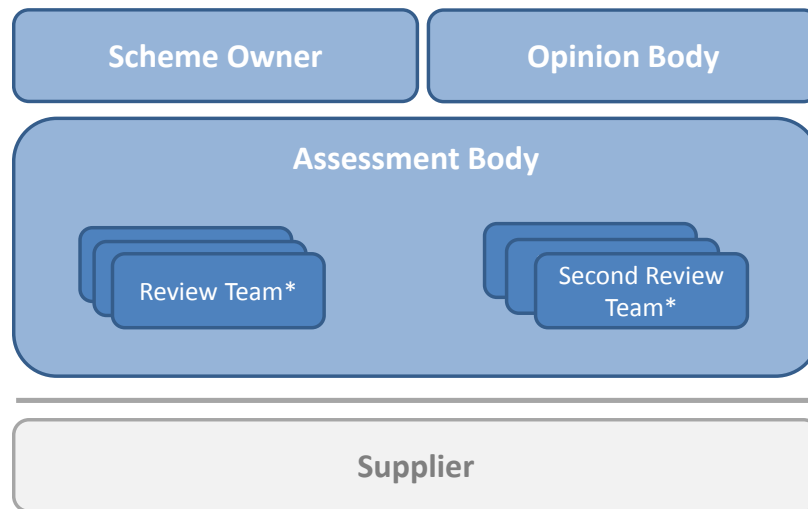 Scheme Owner
Opinion Body
Assessment Body
Review Team*
Second Review
Team*
Supplier